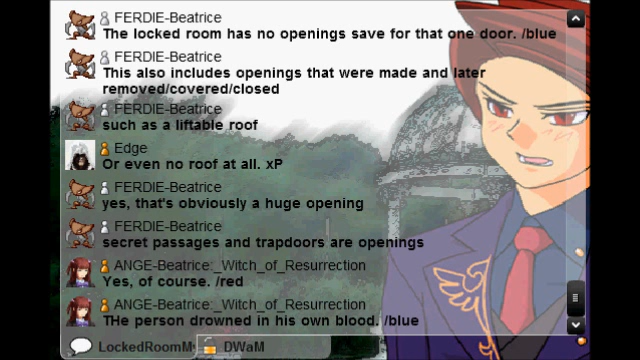 FERDIE-Beatrice
The locked room has no openings save for that one door. /blue
FERDIE-Beatrice
This also includes openings that were made and later
removed/covered/closed
FERDIE-Beatrice
such as a liftable roof
Edge
Or even no roof at all. xP
FERDIE-Beatrice
yes, that's obviously a huge opening
FERDIE-Beatrice
secret passages and trapdoors are openings
ANGE-Beatrice:_Witch_of_Resurrection
Yes, of course. /red
ANGE-Beatrice:_Witch_of_Resurrection
THe person drowned in his own blood. /blue
LockedRoomM DWaM